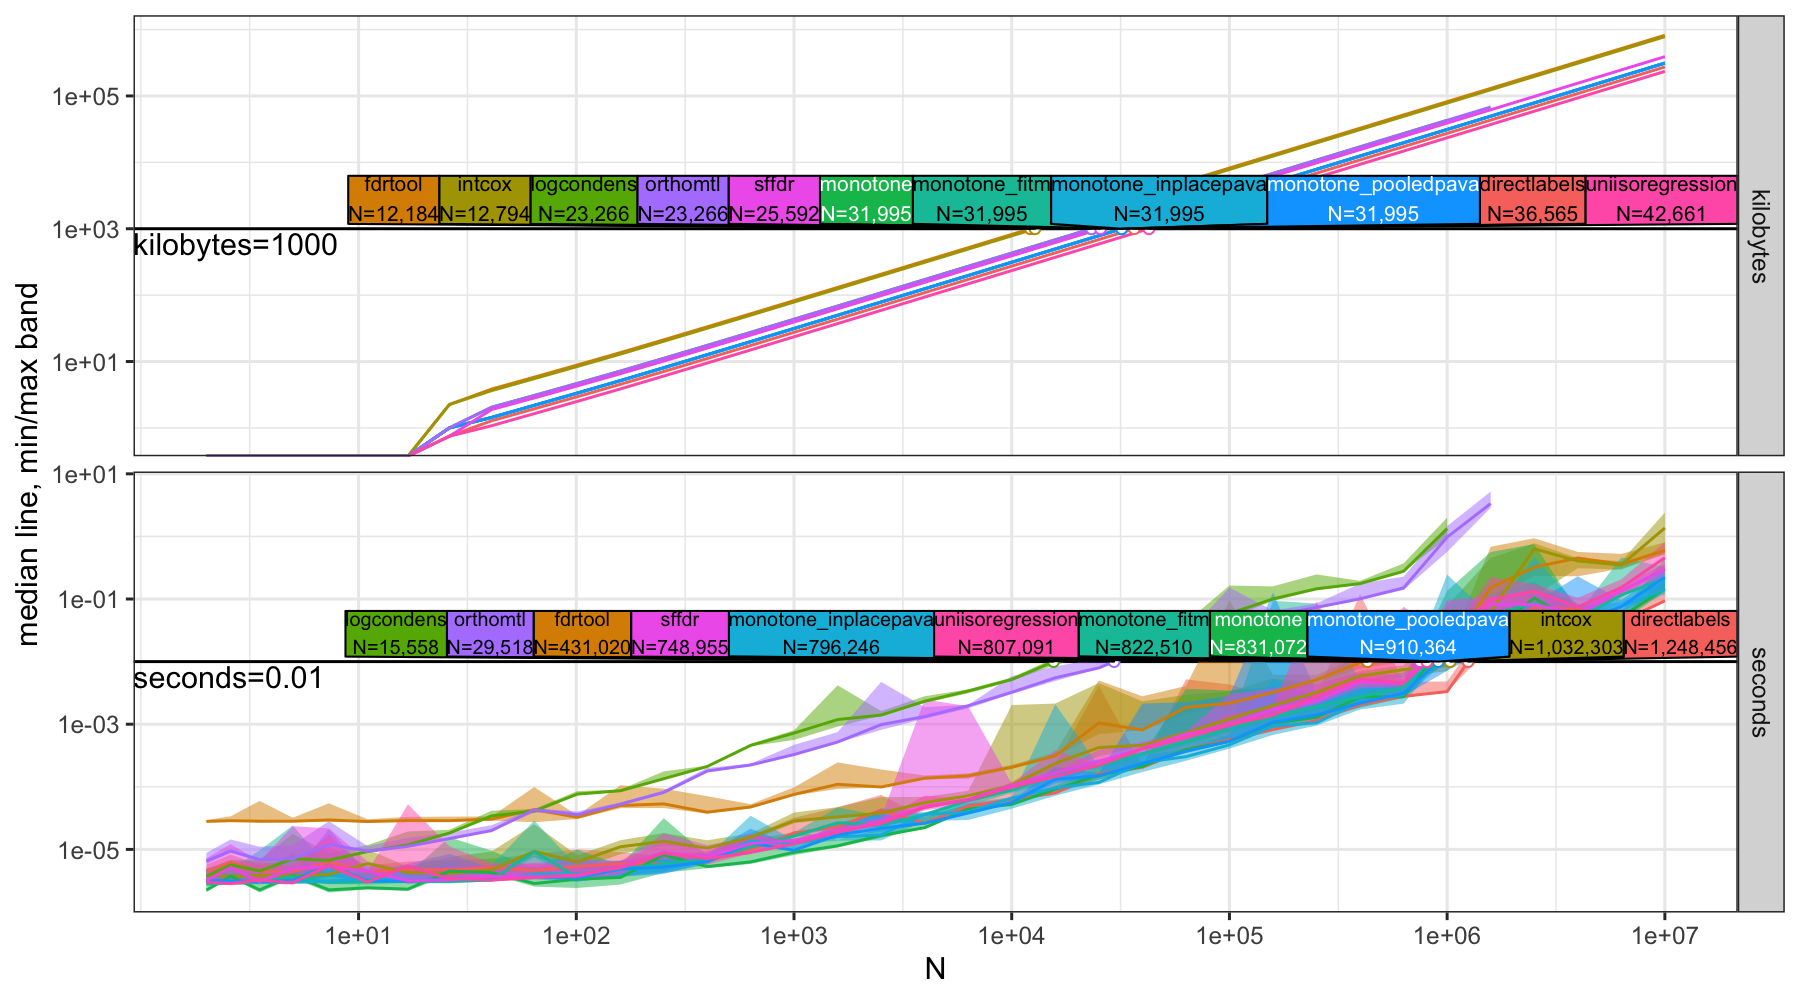 median line, min/max band
1e+05
1e+03
1e+01
fdrtool intcox logcondens orthomtl sffdr monotone monotone_fitm monotone_inplacepava monotone_pooledpava directlabels uniisoregression
N=12,184 N=12,794 N=23,266 N=23,266 N=25,592 N=31,995 N=31,995 N=31,995 N=31,995 N=36,565 N=42,661
kilobytes=1000
kilobytes
1e+01
1e-01
1e-03
1e-05
logcondens orthomtl fdrtool sffdr monotone_inplacepava uniisoregression monotone_fitm monotone monotone_pooledpava intcox directlabels
N=15,558 N=29,518 N=431,020 N=748,955 N=796,246 N=807,091 N=822,510 N=831,072 N=910,364 N=1,032,303 N=1,248,456
seconds=0.01
seconds
1e+01 1e+02 1e+03 1e+04 1e+05 1e+06 1e+07
N